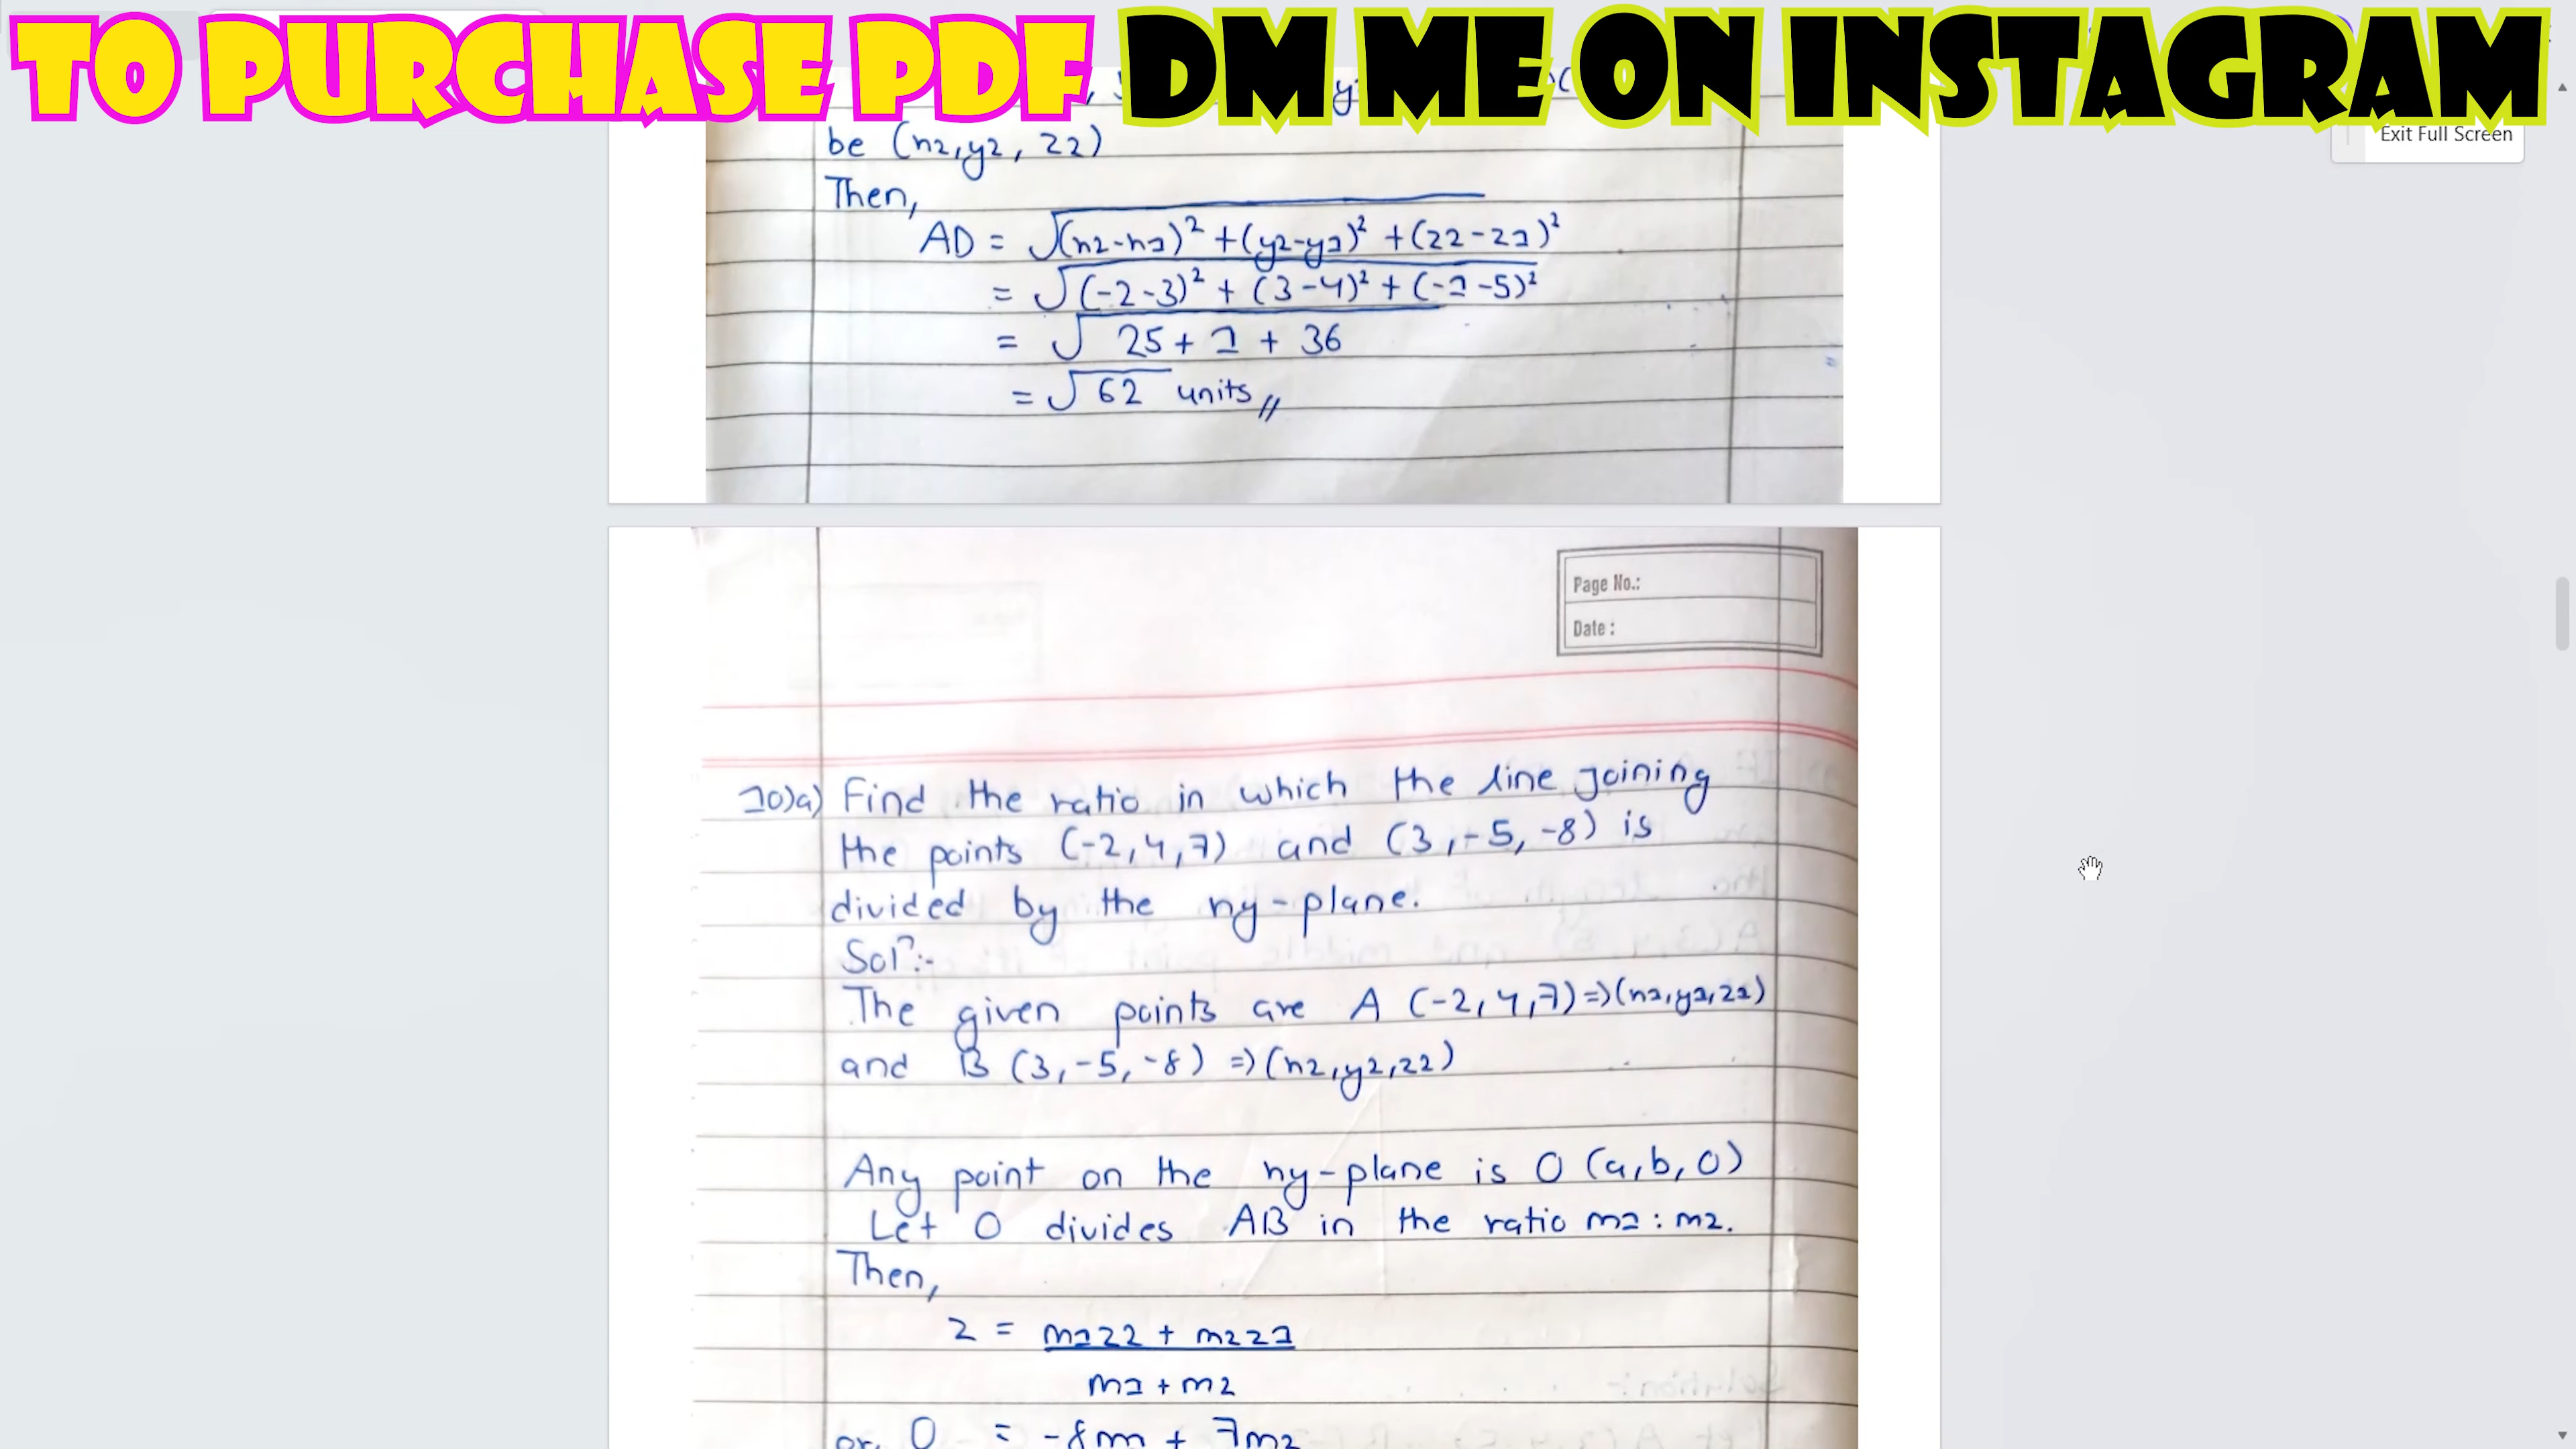 TO PURCHASE PDF DM ME ON INSTAGRAM
Exit Full Screen
be (x2,y2, z2)
Then,
AD = √(x2-x1)² +(y2-y1)² +(z2-z1)²
= √(-2-3)² + (3-4)² + (-1-5)²
= √ 25 + 1 + 36
= √62 units //
Page No.:
Date :
10)a) Find the ratio in which the line joining
the points (-2,4,7) and (3,-5,-8) is
divided by the xy-plane.
Solⁿ:-
The given points are A (-2,4,7)=>(x1,y1,z1)
and B (3,-5,-8) =>(x2,y2,z2)
Any point on the xy-plane is O (a,b,0)
Let O divides AB in the ratio m1:m2.
Then,
z = m1z2 + m2z1
m1 + m2
or, 0 = -8m + 7m2